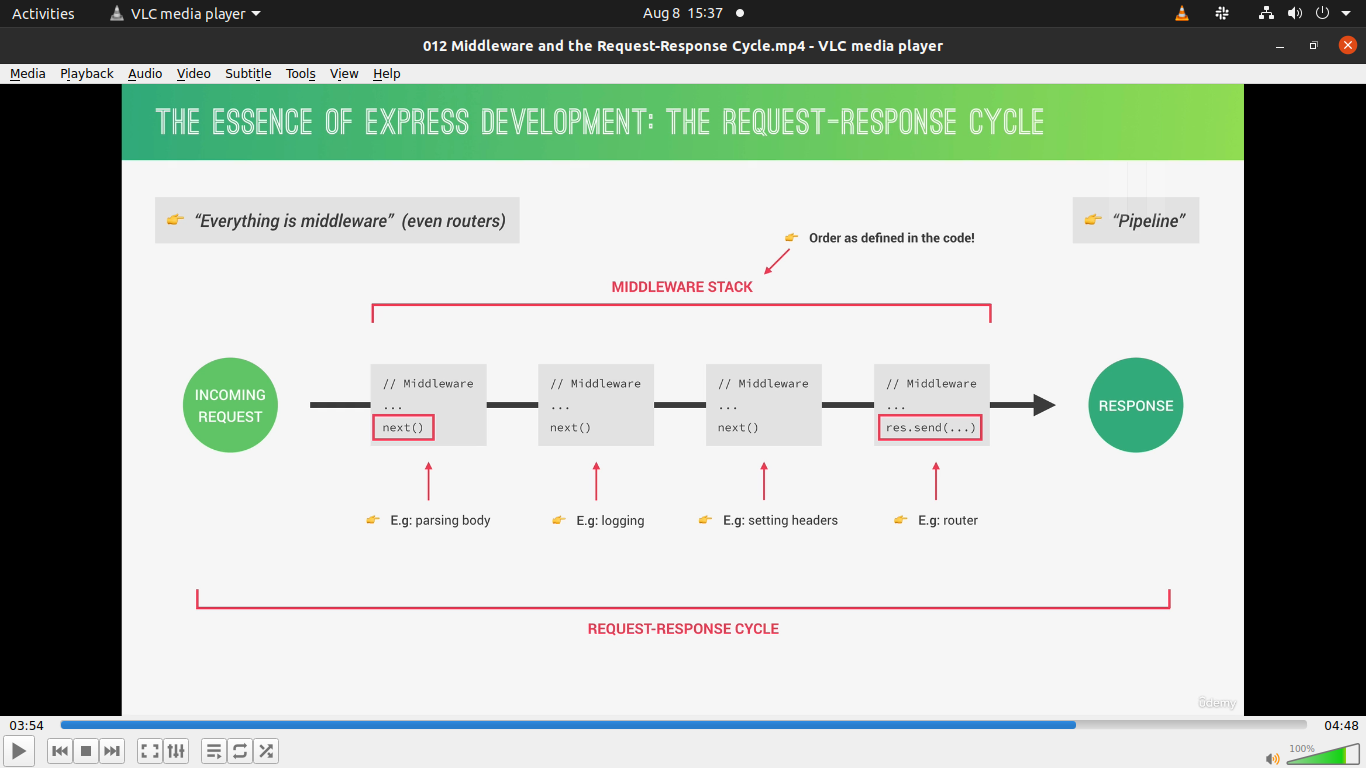 Activities VLC media player Aug 8 15:37
012 Middleware and the Request-Response Cycle.mp4 - VLC media player
Media Playback Audio Video Subtitle Tools View Help
THE ESSENCE OF EXPRESS DEVELOPMENT: THE REQUEST-RESPONSE CYCLE
👉 “Everything is middleware” (even routers)
👉 “Pipeline”
👉 Order as defined in the code!
MIDDLEWARE STACK
INCOMING
REQUEST
// Middleware
...
next()
// Middleware
...
next()
// Middleware
...
next()
// Middleware
...
res.send(...)
RESPONSE
👉 E.g: parsing body
👉 E.g: logging
👉 E.g: setting headers
👉 E.g: router
REQUEST-RESPONSE CYCLE
ûdemy
03:54 04:48
100%